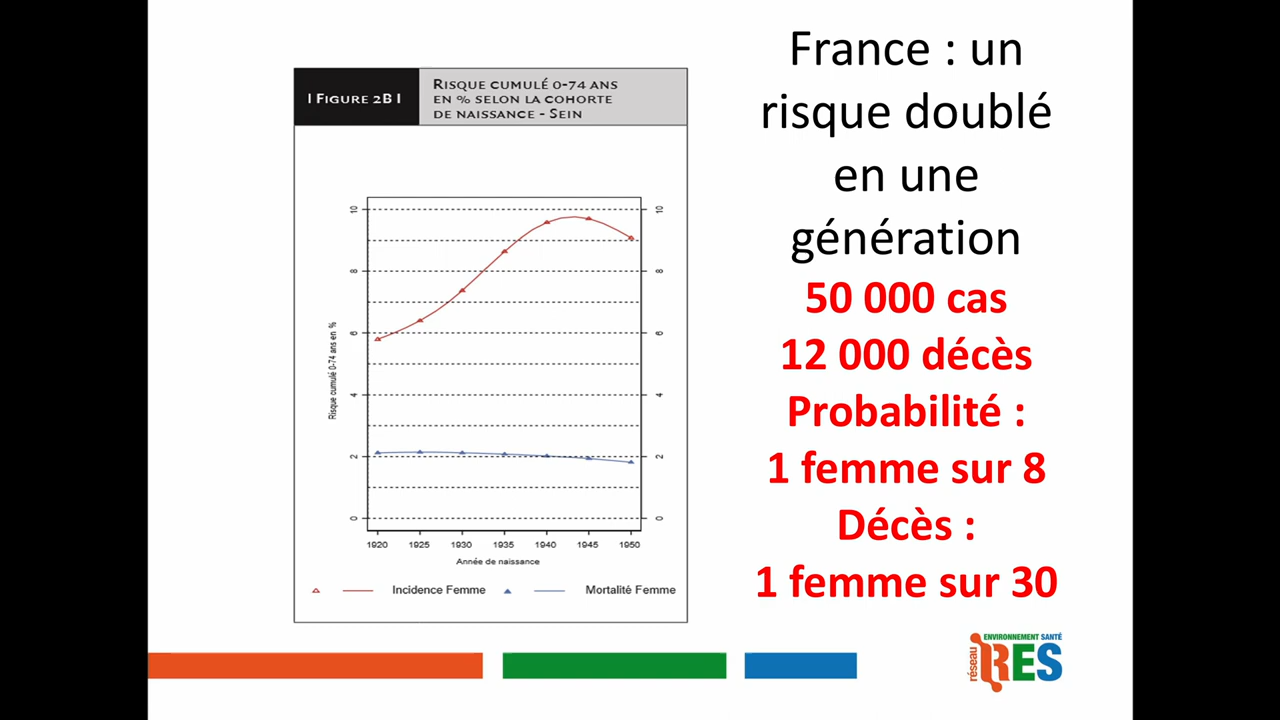 France : un
risque doublé
en une
génération
50 000 cas
12 000 décès
Probabilité :
1 femme sur 8
Décès :
1 femme sur 30
| FIGURE 2B |
RISQUE CUMULÉ 0-74 ANS
EN % SELON LA COHORTE
DE NAISSANCE - SEIN
Risque cumulé 0-74 ans en %
10 10
8 8
6 6
4 4
2 2
0 0
1920 1925 1930 1935 1940 1945 1950
Année de naissance
Incidence Femme Mortalité Femme
réseau
ENVIRONNEMENT SANTÉ
RES